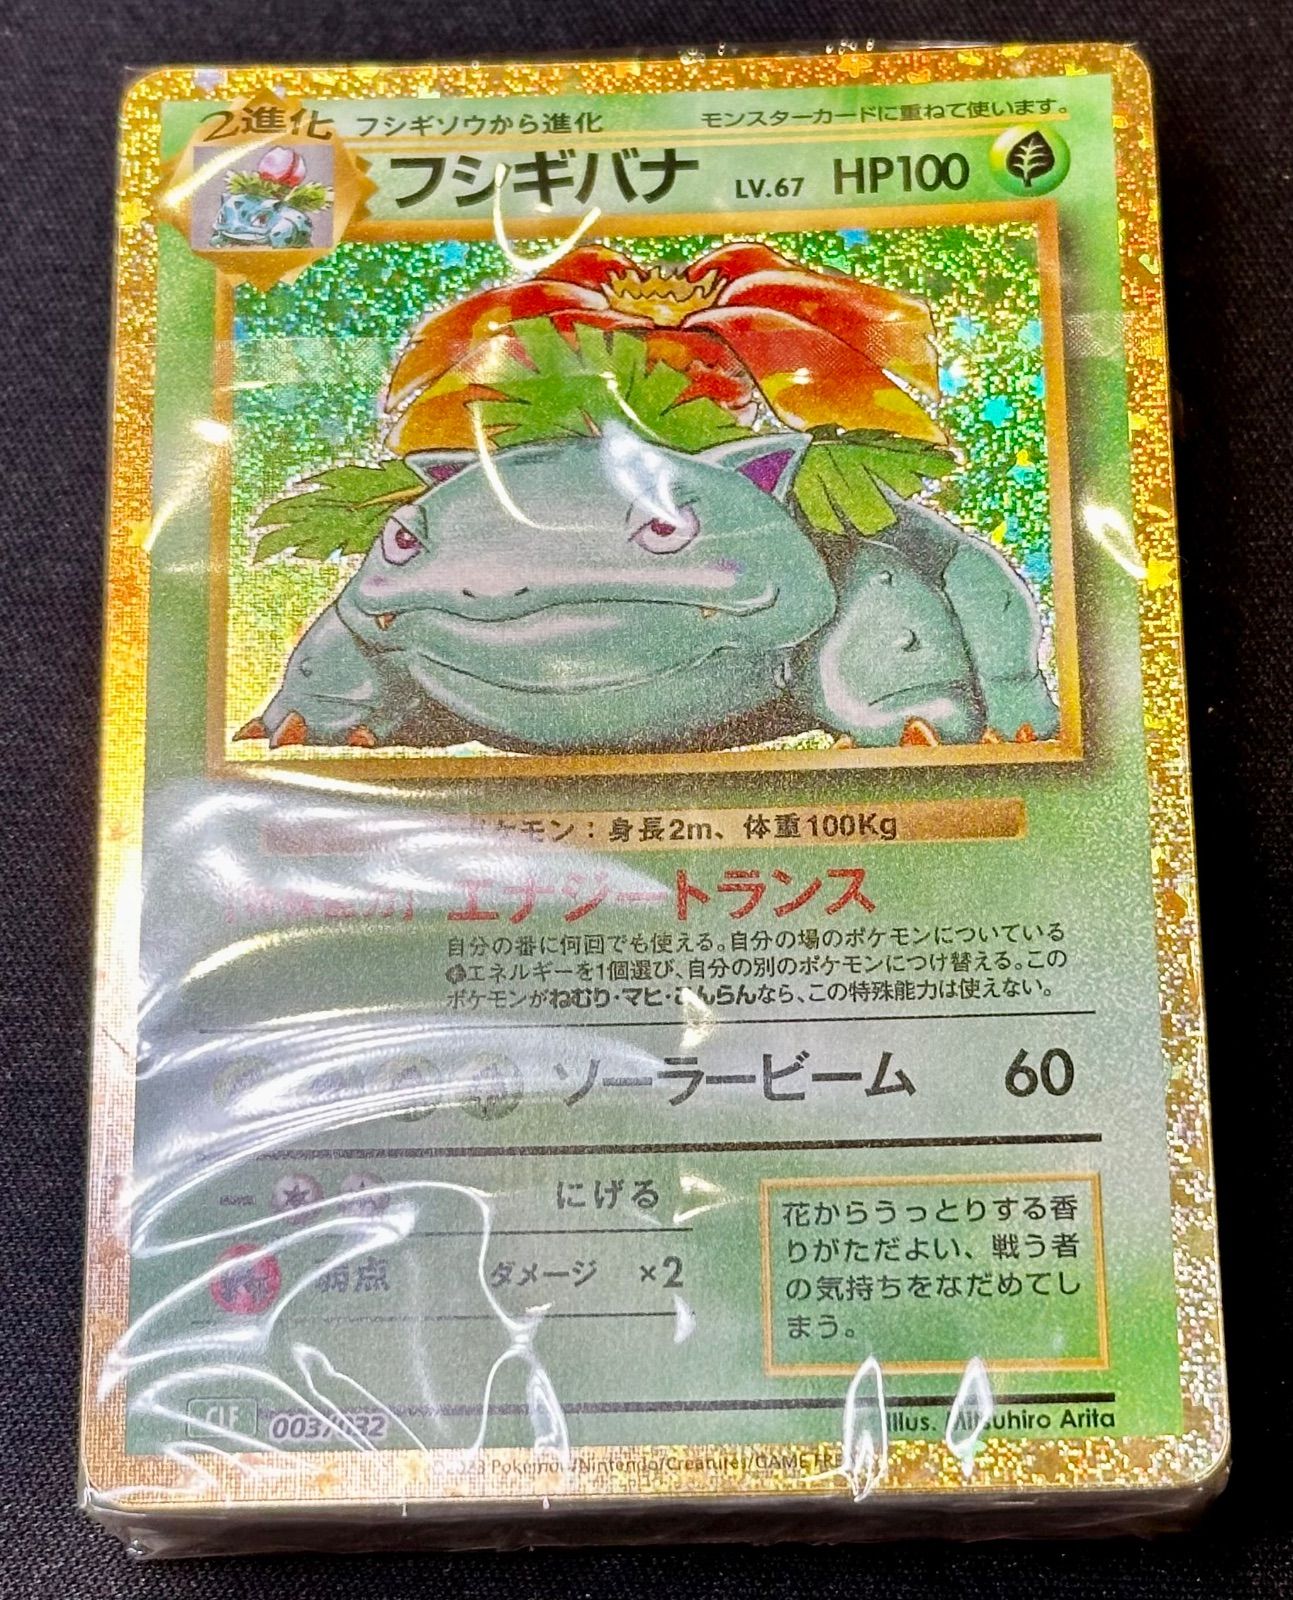 2進化 フシギソウから進化 モンスターカードに重ねて使います。
フシギバナ LV.67 HP100
ポケモン：身長2m、体重100Kg
エナジートランス
自分の番に何回でも使える。自分の場のポケモンについている
エネルギーを1個選び、自分の別のポケモンにつけ替える。この
ポケモンがねむり・マヒ・こんらんなら、この特殊能力は使えない。
ソーラービーム 60
にげる
弱点 ダメージ ×2
花からうっとりする香
りがただよい、戦う者
の気持ちをなだめてし
まう。
CLF 003/032 Illus. Mitsuhiro Arita
©2023 Pokémon/Nintendo/Creatures/GAME FRE